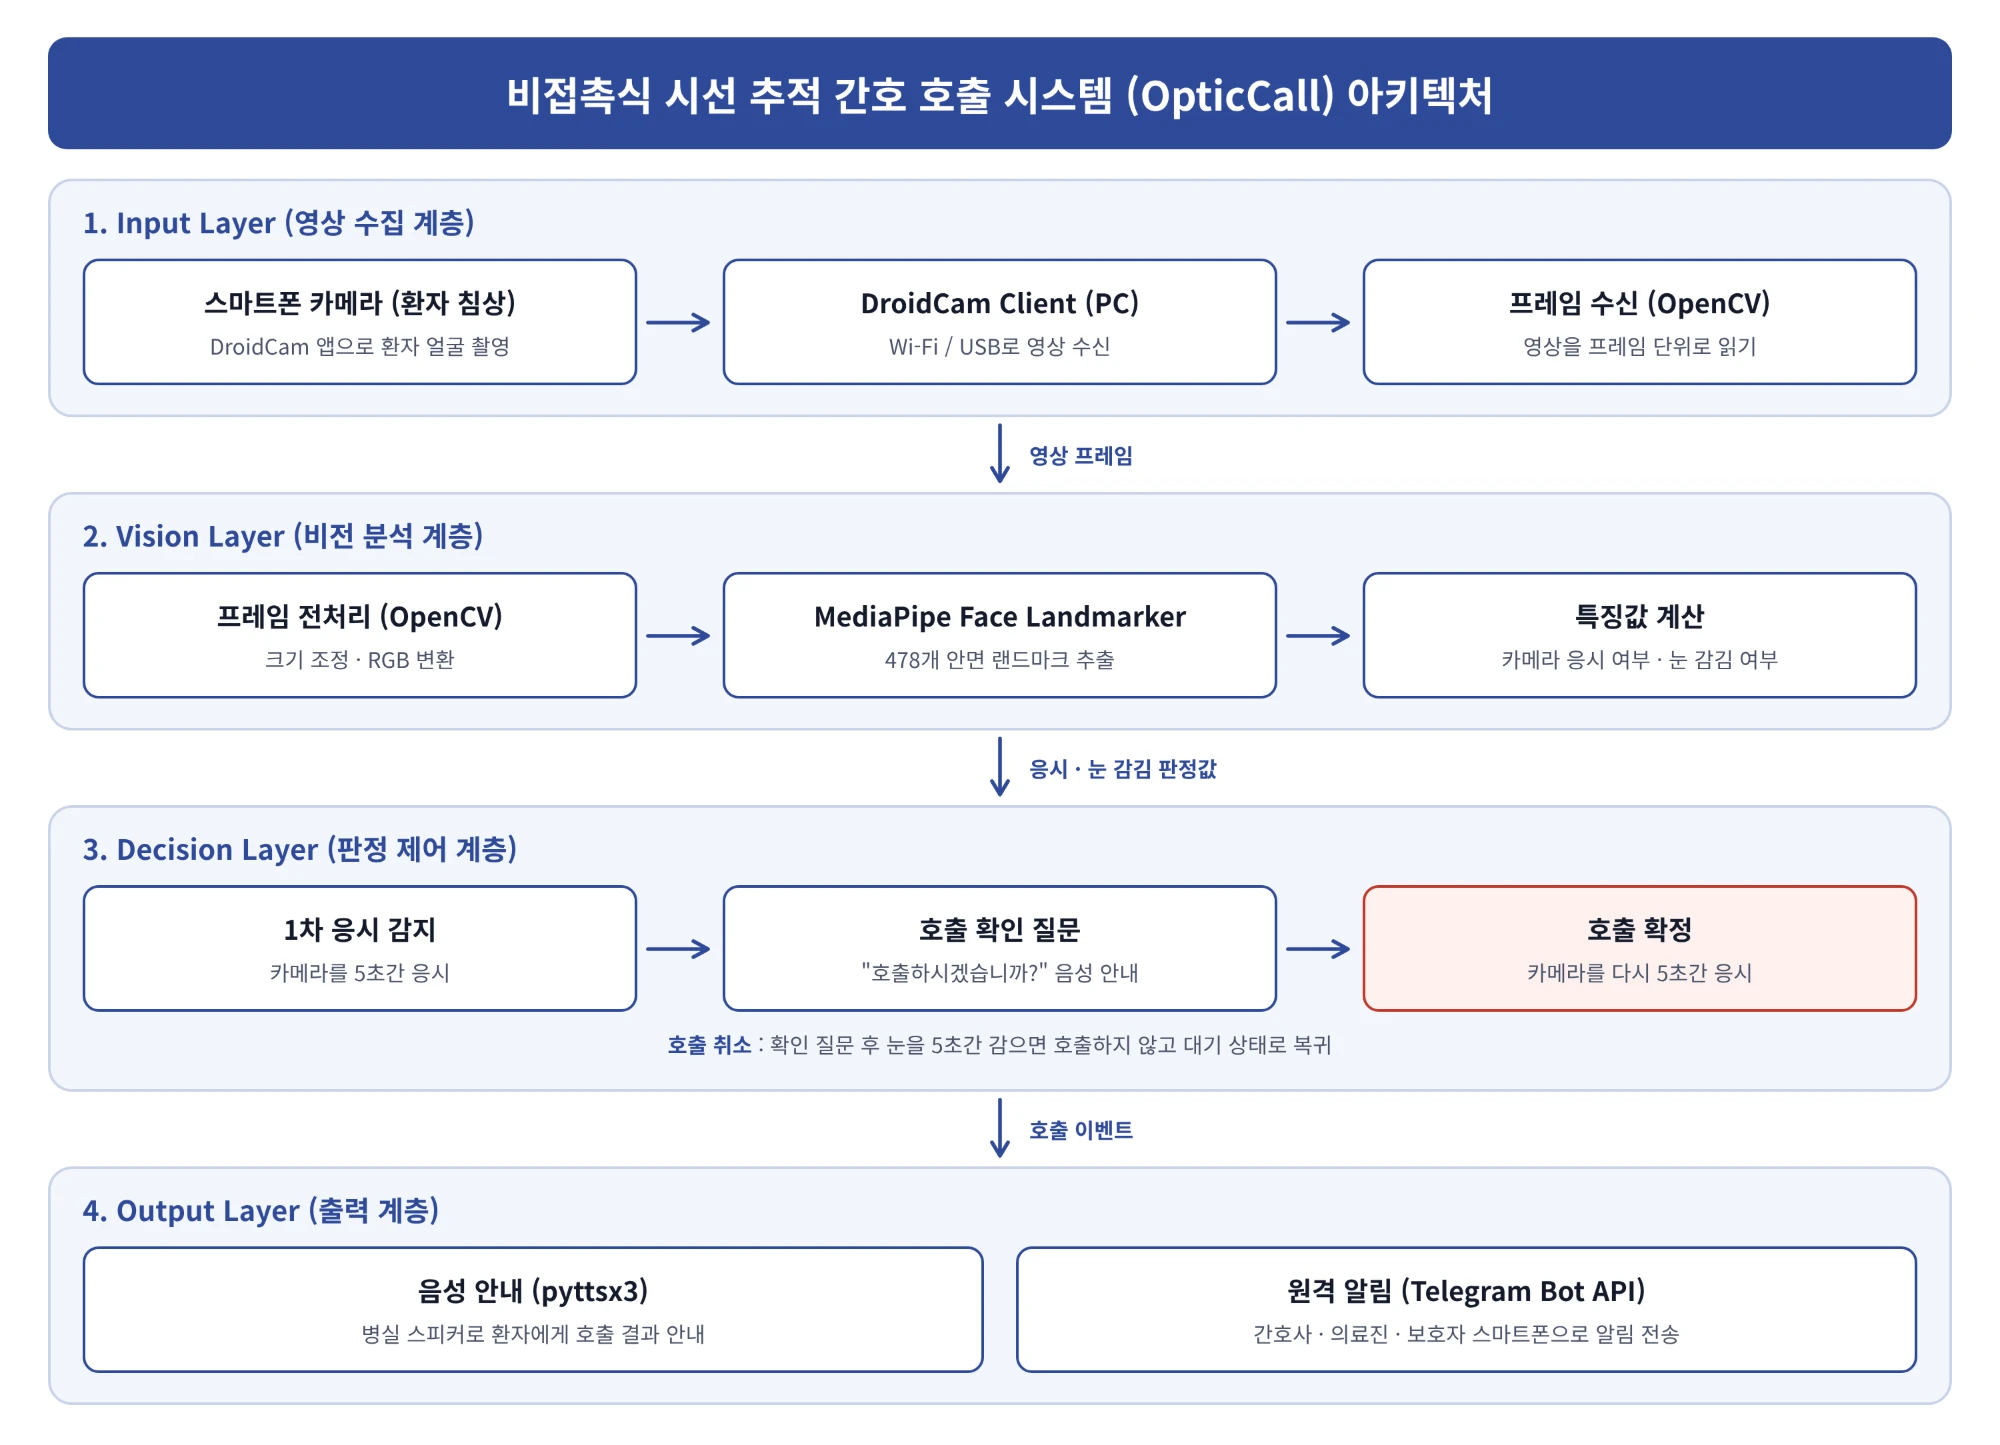 비접촉식 시선 추적 간호 호출 시스템 (OpticCall) 아키텍처
1. Input Layer (영상 수집 계층)
스마트폰 카메라 (환자 침상)
DroidCam 앱으로 환자 얼굴 촬영
DroidCam Client (PC)
Wi-Fi / USB로 영상 수신
프레임 수신 (OpenCV)
영상을 프레임 단위로 읽기
영상 프레임
2. Vision Layer (비전 분석 계층)
프레임 전처리 (OpenCV)
크기 조정 · RGB 변환
MediaPipe Face Landmarker
478개 안면 랜드마크 추출
특징값 계산
카메라 응시 여부 · 눈 감김 여부
응시 · 눈 감김 판정값
3. Decision Layer (판정 제어 계층)
1차 응시 감지
카메라를 5초간 응시
호출 확인 질문
"호출하시겠습니까?" 음성 안내
호출 확정
카메라를 다시 5초간 응시
호출 취소 : 확인 질문 후 눈을 5초간 감으면 호출하지 않고 대기 상태로 복귀
호출 이벤트
4. Output Layer (출력 계층)
음성 안내 (pyttsx3)
병실 스피커로 환자에게 호출 결과 안내
원격 알림 (Telegram Bot API)
간호사 · 의료진 · 보호자 스마트폰으로 알림 전송